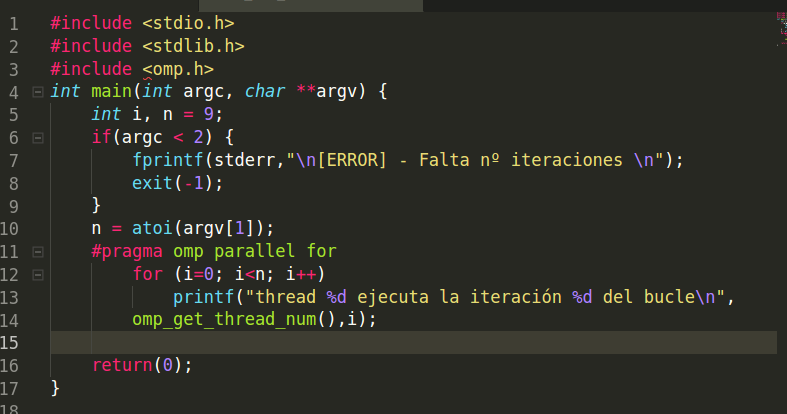 1 #include <stdio.h>
2 #include <stdlib.h>
3 #include <omp.h>
4 int main(int argc, char **argv) {
5 int i, n = 9;
6 if(argc < 2) {
7 fprintf(stderr,"\n[ERROR] - Falta nº iteraciones \n");
8 exit(-1);
9 }
10 n = atoi(argv[1]);
11 #pragma omp parallel for
12 for (i=0; i<n; i++)
13 printf("thread %d ejecuta la iteración %d del bucle\n",
14 omp_get_thread_num(),i);
15
16 return(0);
17 }
18